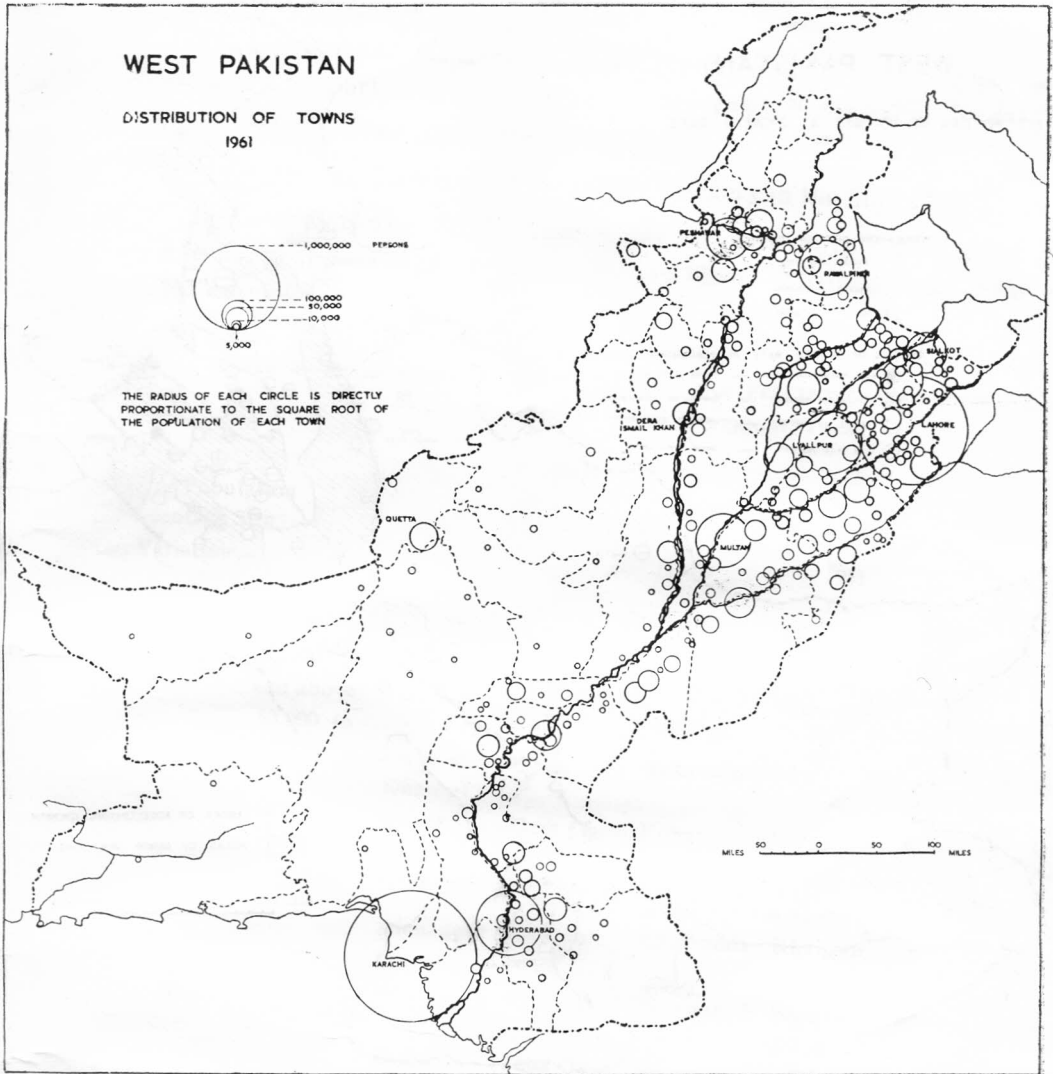 WEST PAKISTAN
DISTRIBUTION OF TOWNS
1961
1,000,000 PERSONS
100,000
50,000
10,000
5,000
THE RADIUS OF EACH CIRCLE IS DIRECTLY
PROPORTIONATE TO THE SQUARE ROOT OF
THE POPULATION OF EACH TOWN
PESHAWAR
RAWALPINDI
SIALKOT
LAHORE
DERA
ISMAIL KHAN
LYALLPUR
QUETTA
MULTAN
MILES 50 0 50 100 MILES
HYDERABAD
KARACHI